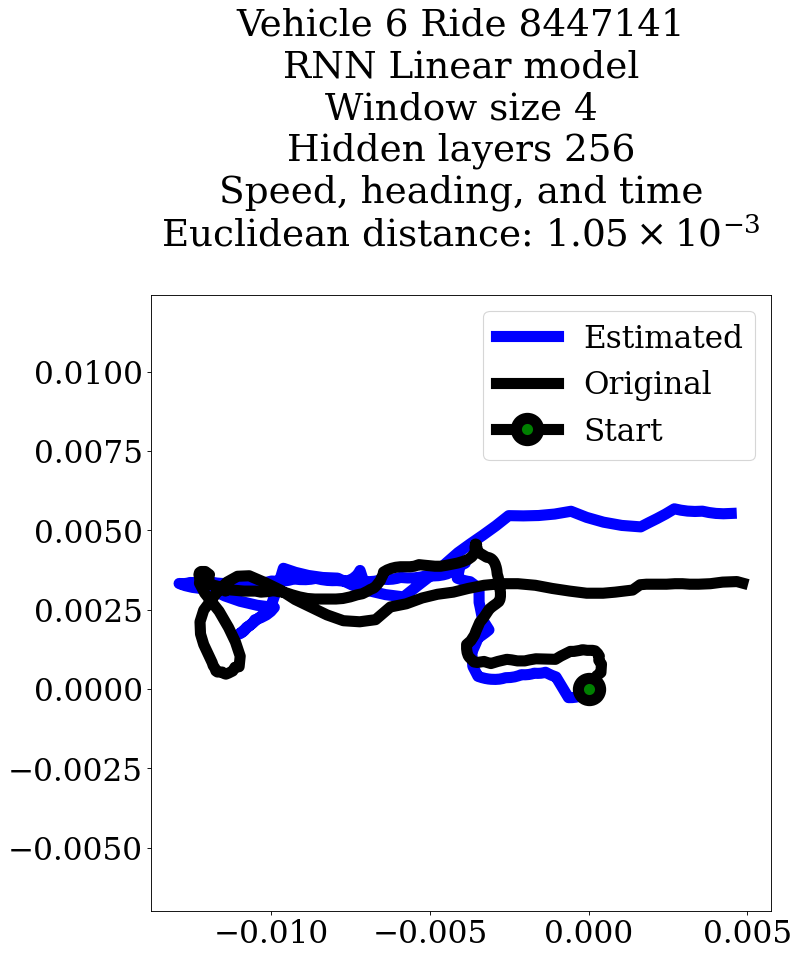 Vehicle 6 Ride 8447141
RNN Linear model
Window size 4
Hidden layers 256
Speed, heading, and time
Euclidean distance: 1.05 × 10⁻³
Estimated
Original
Start
0.0100
0.0075
0.0050
0.0025
0.0000
−0.0025
−0.0050
−0.010 −0.005 0.000 0.005